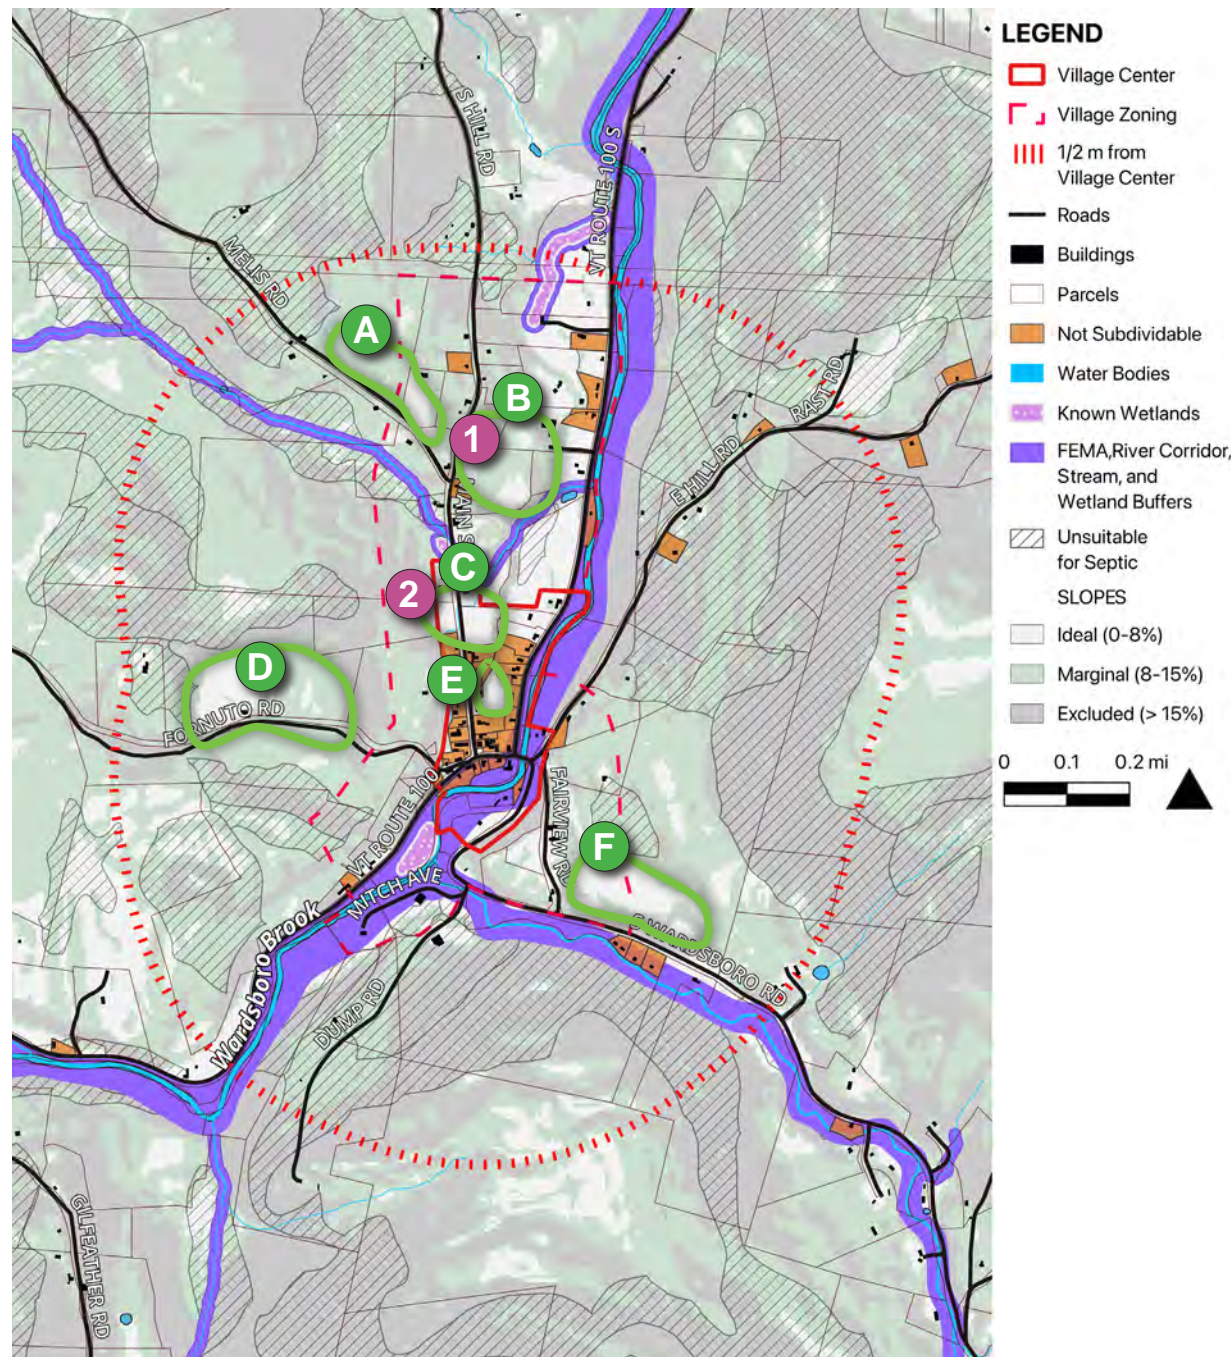 LEGEND
Village Center
Village Zoning
1/2 m from
Village Center
Roads
Buildings
Parcels
Not Subdividable
Water Bodies
Known Wetlands
FEMA,River Corridor,
Stream, and
Wetland Buffers
Unsuitable
for Septic
SLOPES
Ideal (0-8%)
Marginal (8-15%)
Excluded (> 15%)
0 0.1 0.2 mi
S HILL RD
VT ROUTE 100 S
MELIS RD
A
B
1
RAST RD
E HILL RD
MAIN S
C
2
D
E
FORNUTO RD
VT ROUTE 100
FAIRVIEW RD
F
MITCH AVE
S WARDSBORO RD
Wardsboro Brook
DUMP RD
GILFEATHER RD